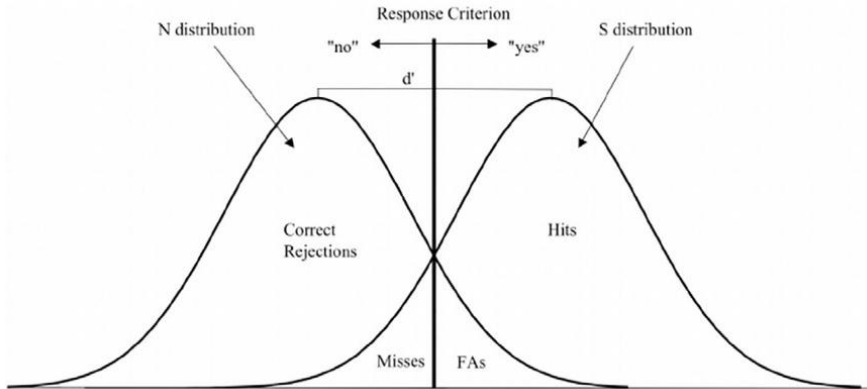 Response Criterion
N distribution
S distribution
"no"
"yes"
d'
Correct
Rejections
Hits
Misses
FAs